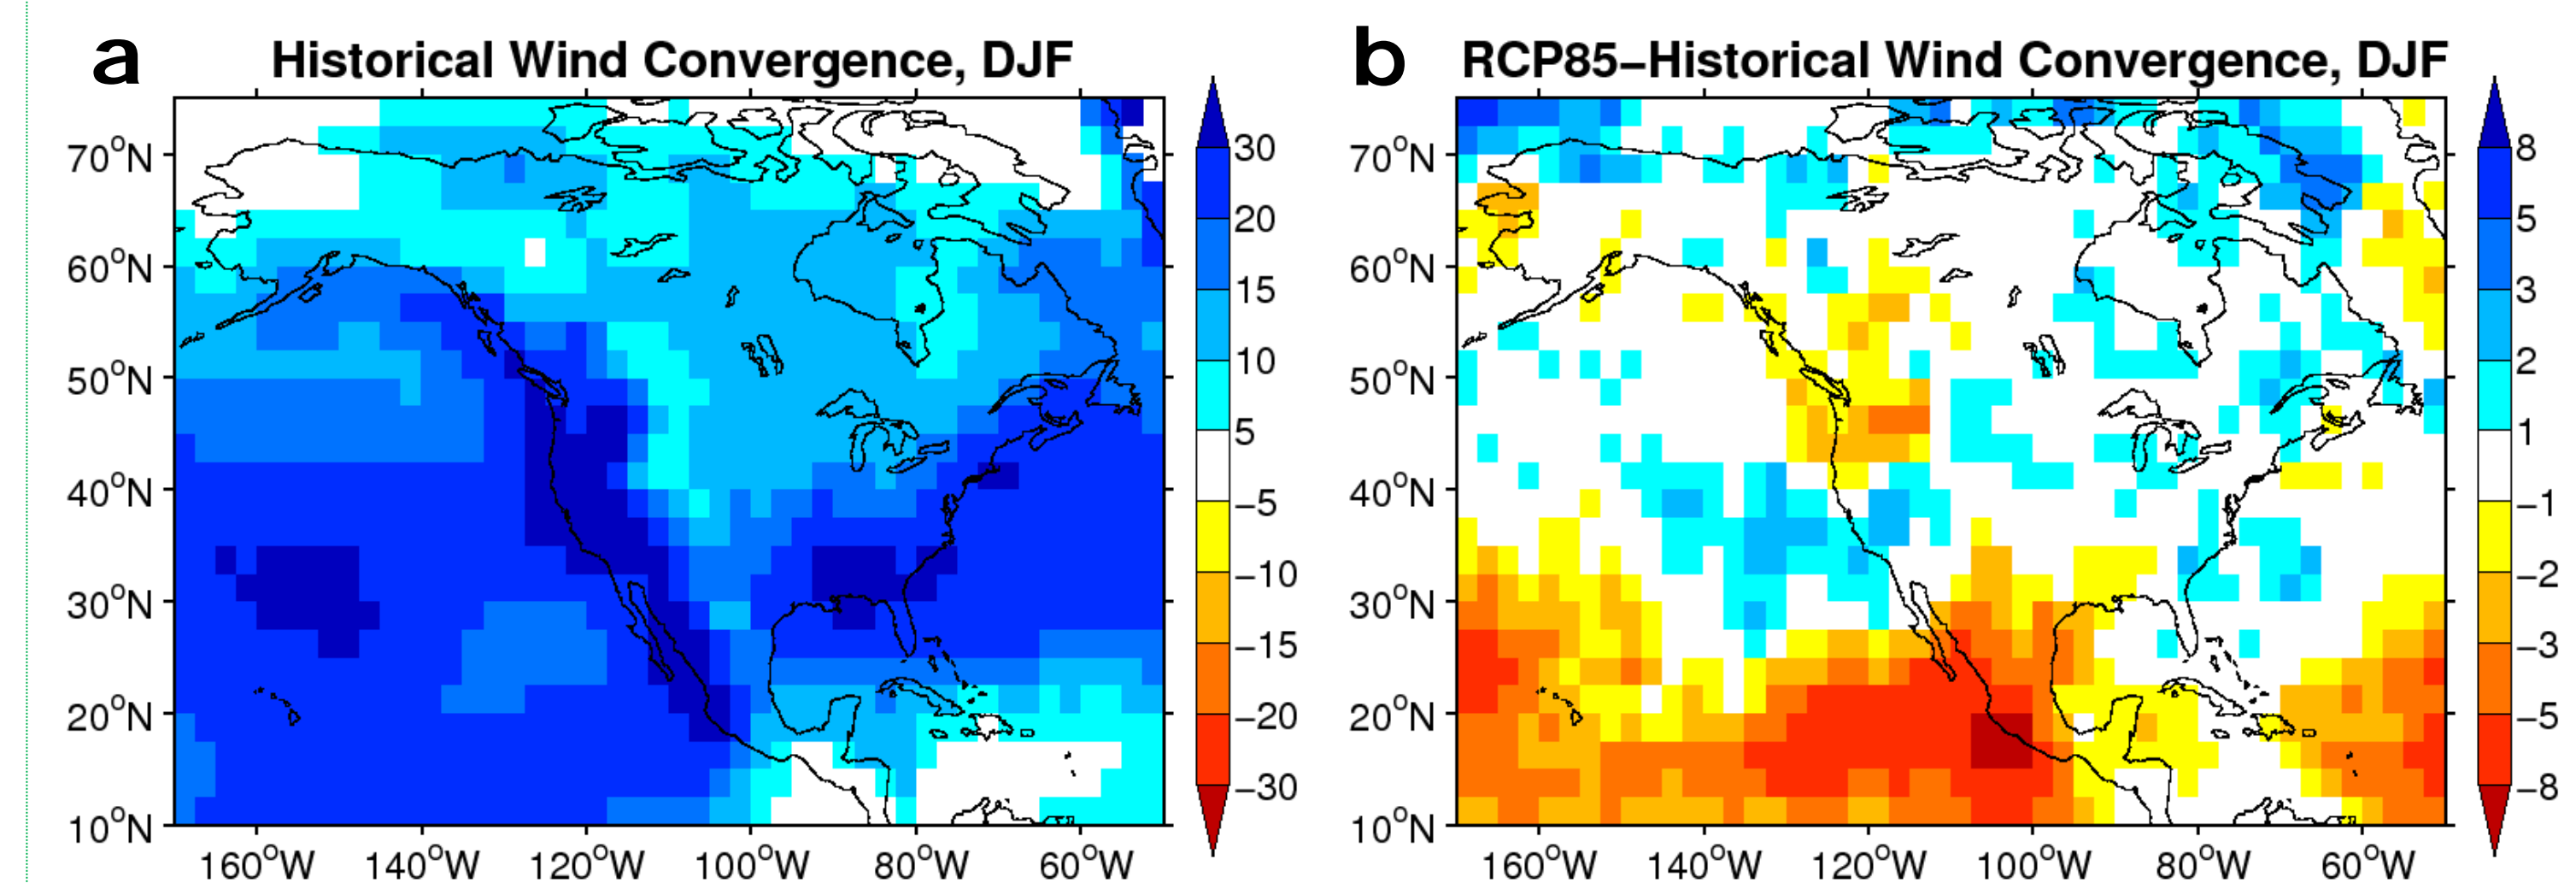 a Historical Wind Convergence, DJF
70°N
60°N
50°N
40°N
30°N
20°N
10°N
160°W 140°W 120°W 100°W 80°W 60°W
30
20
15
10
5
−5
−10
−15
−20
−30
b RCP85−Historical Wind Convergence, DJF
70°N
60°N
50°N
40°N
30°N
20°N
10°N
160°W 140°W 120°W 100°W 80°W 60°W
8
5
3
2
1
−1
−2
−3
−5
−8